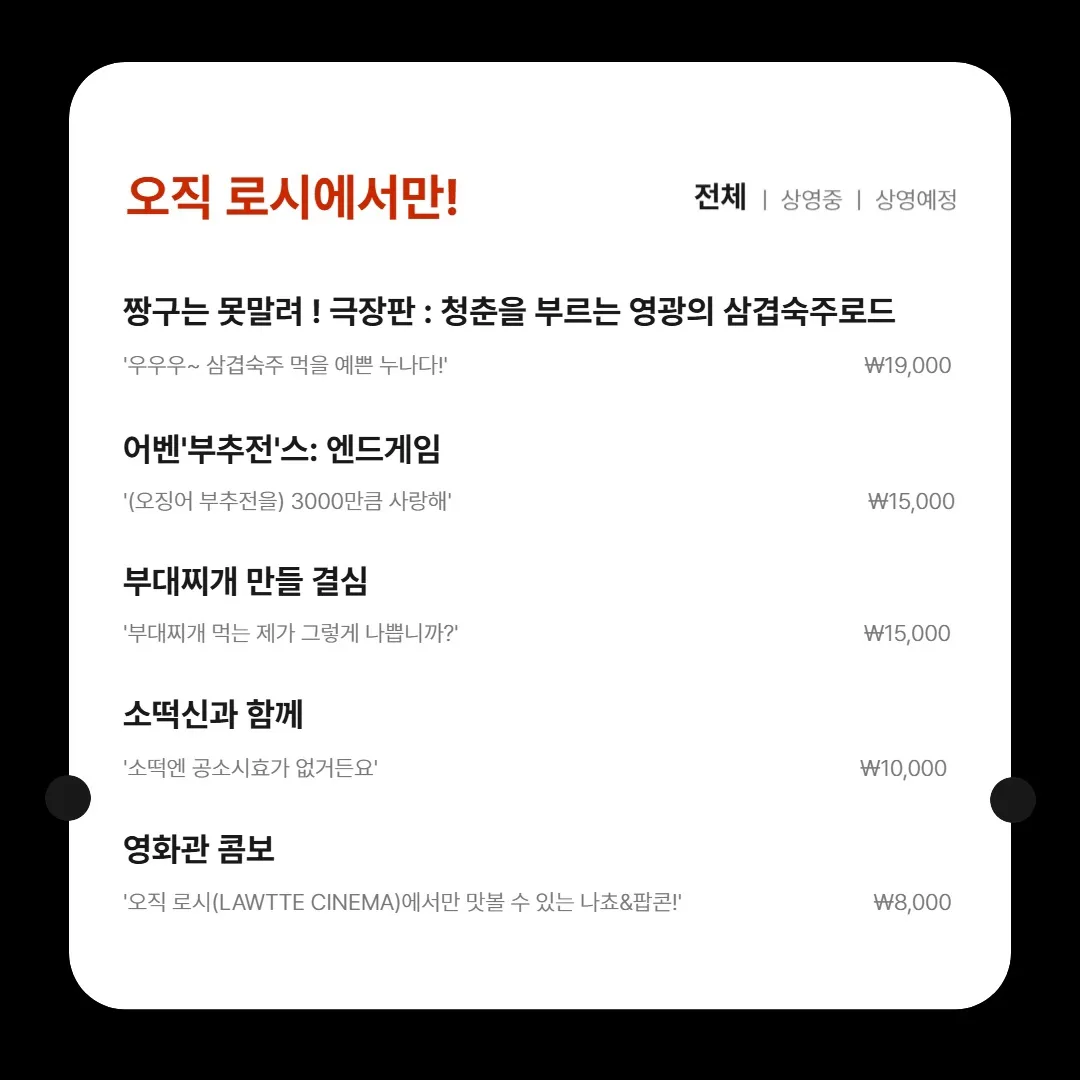 오직 로시에서만!
전체 | 상영중 | 상영예정
짱구는 못말려 ! 극장판 : 청춘을 부르는 영광의 삼겹숙주로드
'우우우~ 삼겹숙주 먹을 예쁜 누나다!' ₩19,000
어벤'부추전'스: 엔드게임
'(오징어 부추전을) 3000만큼 사랑해' ₩15,000
부대찌개 만들 결심
'부대찌개 먹는 제가 그렇게 나쁩니까?' ₩15,000
소떡신과 함께
'소떡엔 공소시효가 없거든요' ₩10,000
영화관 콤보
'오직 로시(LAWTTE CINEMA)에서만 맛볼 수 있는 나쵸&팝콘!' ₩8,000